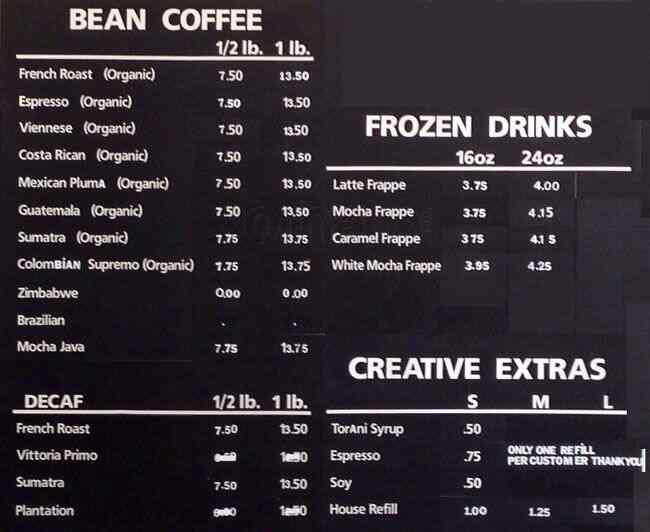 BEAN COFFEE
1/2 lb. 1 lb.
French Roast (Organic) 7.50 13.50
Espresso (Organic) 7.50 13.50
Viennese (Organic) 7.50 13.50
Costa Rican (Organic) 7.50 13.50
Mexican PlumA (Organic) 7.50 13.50
Guatemala (Organic) 7.50 13.50
Sumatra (Organic) 7.75 13.75
ColomBiAN Supremo (Organic) 7.75 13.75
Zimbabwe 0.00 0.00
Brazilian . .
Mocha Java 7.75 13.75
DECAF 1/2 lb. 1 lb.
French Roast 7.50 13.50
Vittoria Primo
Sumatra 7.50 13.50
Plantation
FROZEN DRINKS
16oz 24oz
Latte Frappe 3.75 4.00
Mocha Frappe 3.75 4.15
Caramel Frappe 3 75 4.1 5
White Mocha Frappe 3.95 4.25
CREATIVE EXTRAS
S M L
TorAni Syrup .50
Espresso .75 ONLY ONE REFiLL
PER CUSTOMER THANKYOU
Soy .50
House Refill 1.00 1.25 1.50